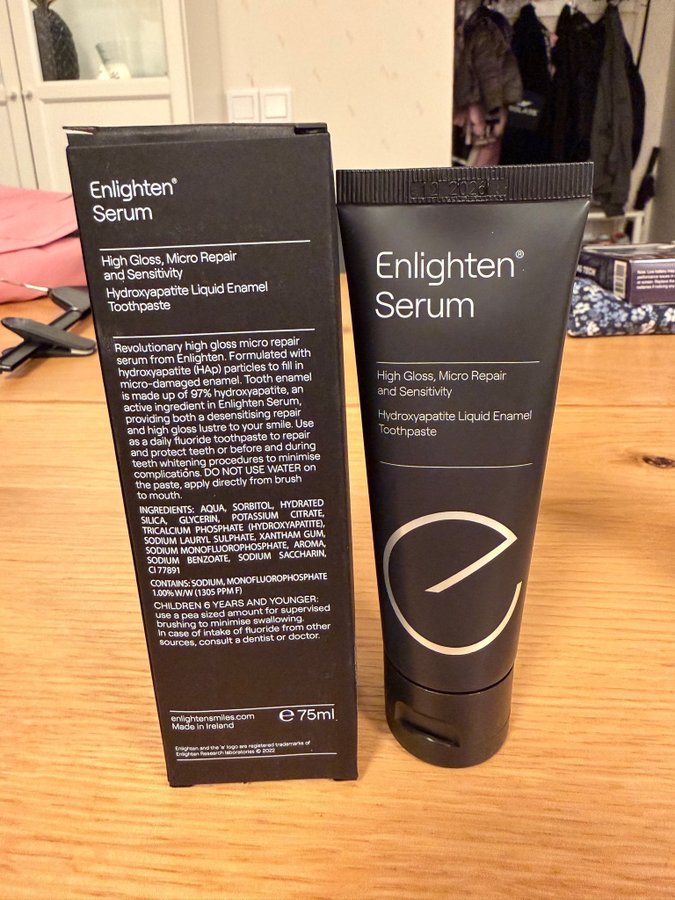 Enlighten®
Serum
High Gloss, Micro Repair
and Sensitivity
Hydroxyapatite Liquid Enamel
Toothpaste
Revolutionary high gloss micro repair
serum from Enlighten. Formulated with
hydroxyapatite (HAp) particles to fill in
micro-damaged enamel. Tooth enamel
is made up of 97% hydroxyapatite, an
active ingredient in Enlighten Serum,
providing both a desensitising repair
and high gloss lustre to your smile. Use
as a daily fluoride toothpaste to repair
and protect teeth or before and during
teeth whitening procedures to minimise
complications. DO NOT USE WATER on
the paste, apply directly from brush
to mouth.
INGREDIENTS: AQUA, SORBITOL, HYDRATED
SILICA, GLYCERIN, POTASSIUM CITRATE,
TRICALCIUM PHOSPHATE (HYDROXYAPATITE),
SODIUM LAURYL SULPHATE, XANTHAM GUM,
SODIUM MONOFLUOROPHOSPHATE, AROMA,
SODIUM BENZOATE, SODIUM SACCHARIN,
CI 77891
CONTAINS: SODIUM, MONOFLUOROPHOSPHATE
1.00% W/W (1305 PPM F)
CHILDREN 6 YEARS AND YOUNGER:
use a pea sized amount for supervised
brushing to minimise swallowing.
In case of intake of fluoride from other
sources, consult a dentist or doctor.
enlightensmiles.com
Made in Ireland
℮ 75ml
Enlighten and the 'e' logo are registered trademarks of
Enlighten Research laboratories © 2022
Enlighten®
Serum
High Gloss, Micro Repair
and Sensitivity
Hydroxyapatite Liquid Enamel
Toothpaste
TECH